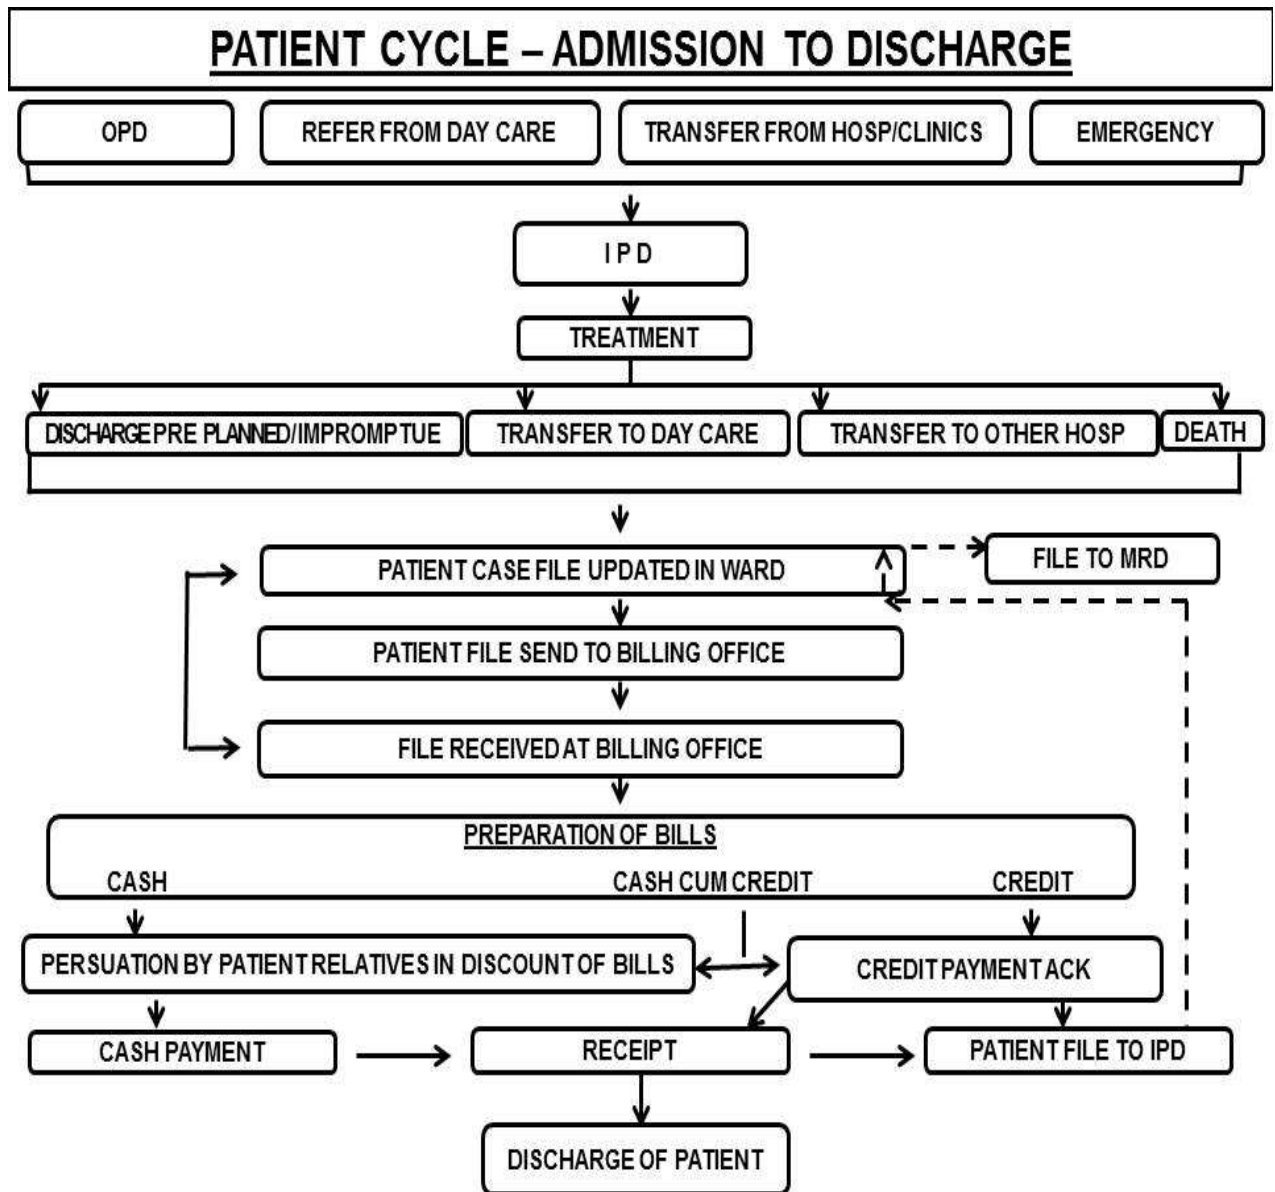 PATIENT CYCLE – ADMISSION TO DISCHARGE
OPD
REFER FROM DAY CARE
TRANSFER FROM HOSP/CLINICS
EMERGENCY
I P D
TREATMENT
DISCHARGE PRE PLANNED/IMPROMPTUE
TRANSFER TO DAY CARE
TRANSFER TO OTHER HOSP
DEATH
PATIENT CASE FILE UPDATED IN WARD
FILE TO MRD
PATIENT FILE SEND TO BILLING OFFICE
FILE RECEIVED AT BILLING OFFICE
PREPARATION OF BILLS
CASH
CASH CUM CREDIT
CREDIT
PERSUATION BY PATIENT RELATIVES IN DISCOUNT OF BILLS
CREDIT PAYMENT ACK
CASH PAYMENT
RECEIPT
PATIENT FILE TO IPD
DISCHARGE OF PATIENT